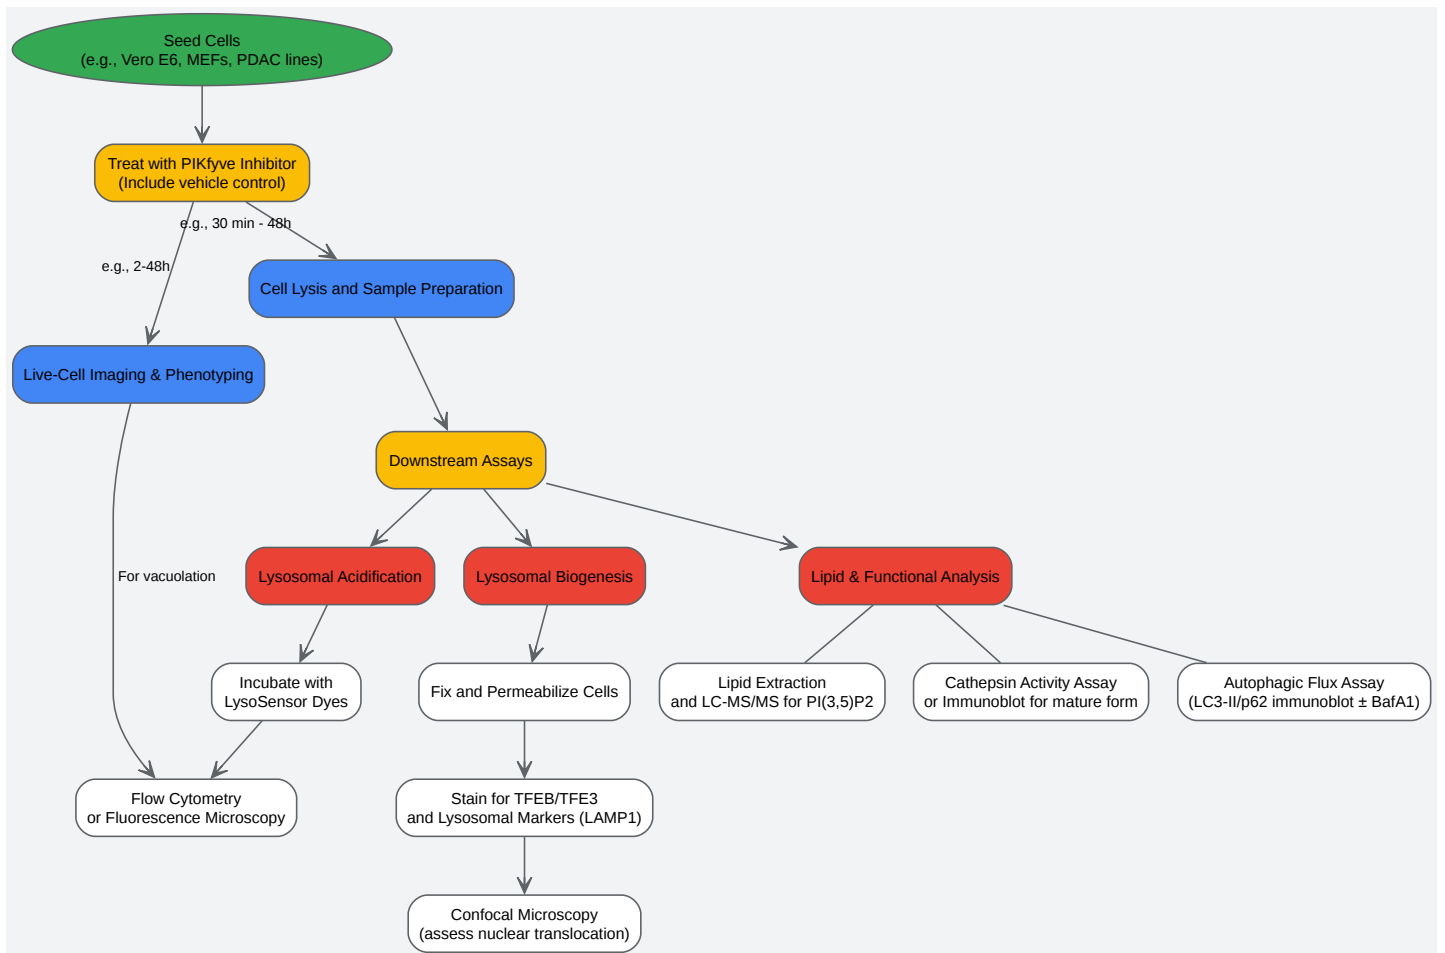 Seed Cells
(e.g., Vero E6, MEFs, PDAC lines)
Treat with PIKfyve Inhibitor
(Include vehicle control)
e.g., 30 min - 48h
e.g., 2-48h
Cell Lysis and Sample Preparation
Live-Cell Imaging & Phenotyping
Downstream Assays
For vacuolation
Lysosomal Acidification
Lysosomal Biogenesis
Lipid & Functional Analysis
Incubate with
LysoSensor Dyes
Fix and Permeabilize Cells
Lipid Extraction
and LC-MS/MS for PI(3,5)P2
Cathepsin Activity Assay
or Immunoblot for mature form
Autophagic Flux Assay
(LC3-II/p62 immunoblot ± BafA1)
Flow Cytometry
or Fluorescence Microscopy
Stain for TFEB/TFE3
and Lysosomal Markers (LAMP1)
Confocal Microscopy
(assess nuclear translocation)